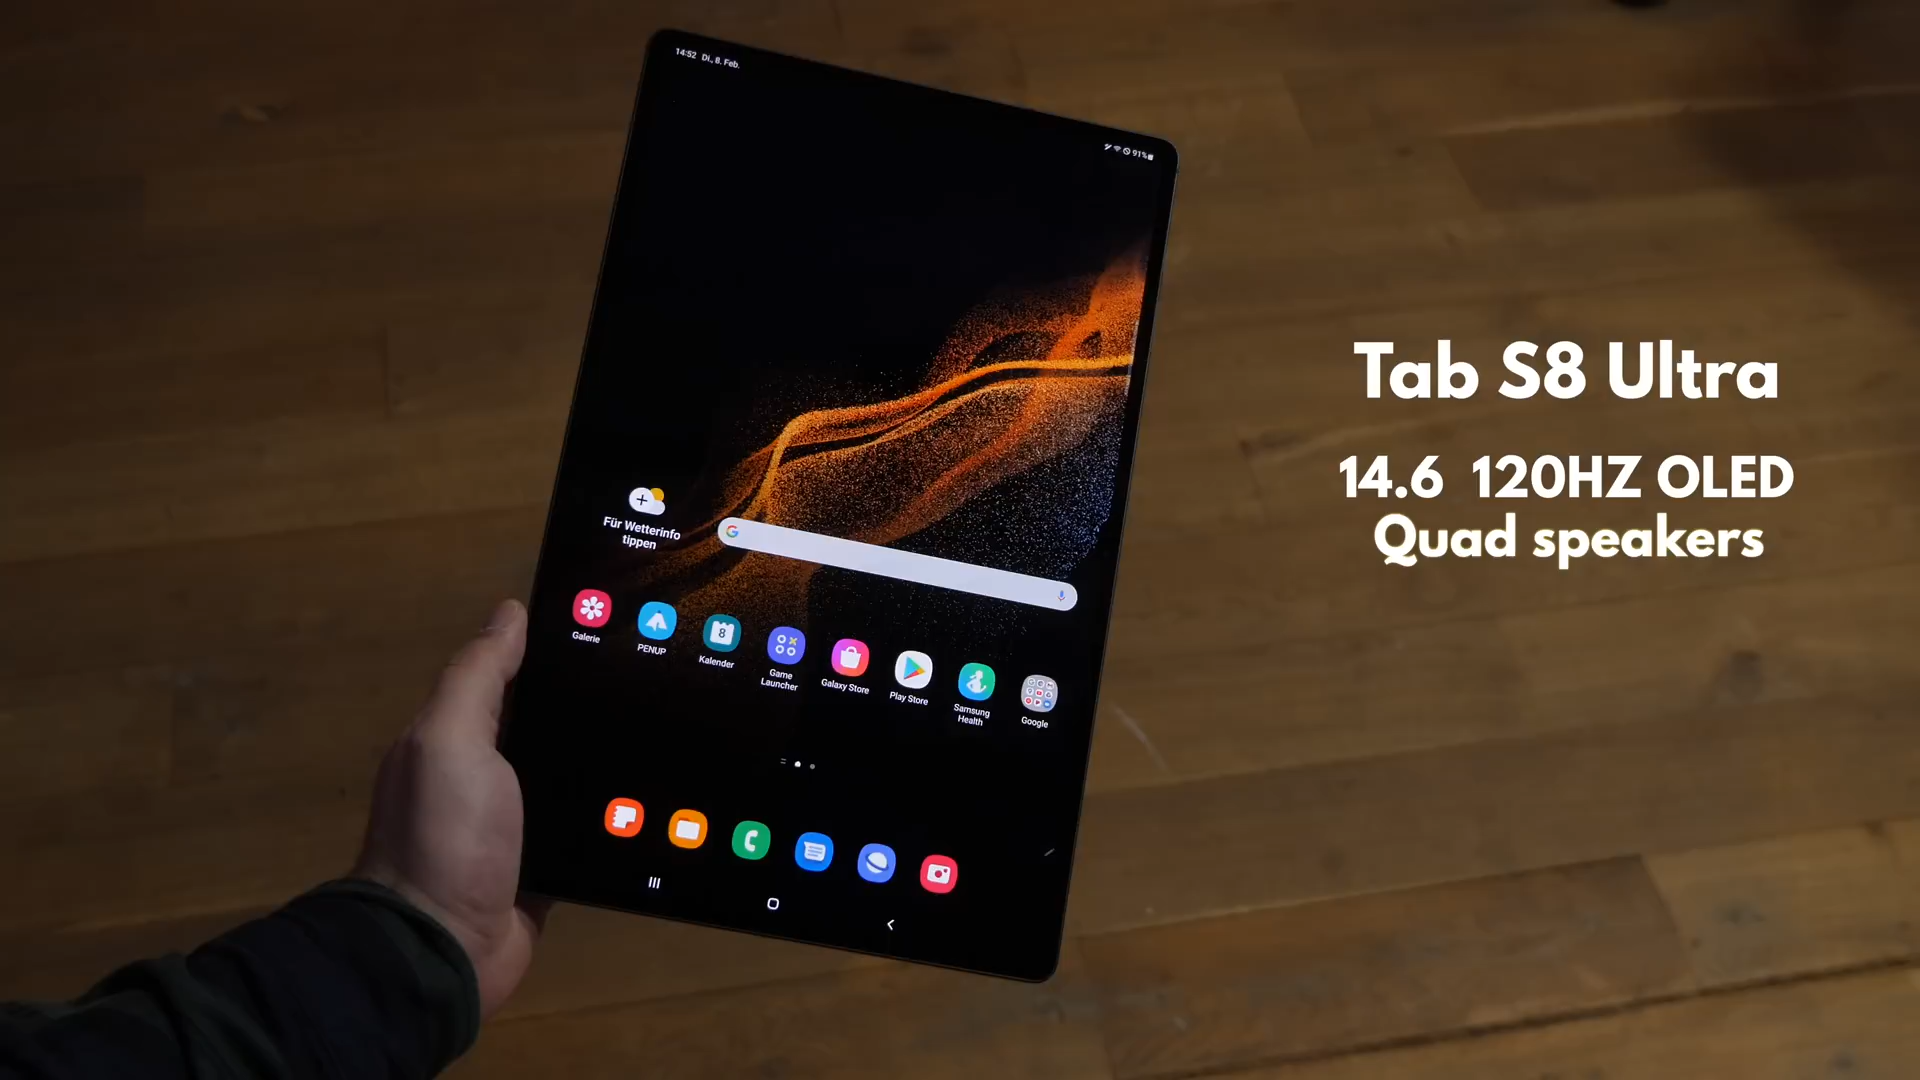 14:52 Di., 8. Feb.
91%
Tab S8 Ultra
14.6 120HZ OLED
Quad speakers
Für Wetterinfo
tippen
G
Galerie
PENUP
8
Kalender
Game
Launcher
Galaxy Store
Play Store
Samsung
Health
Google